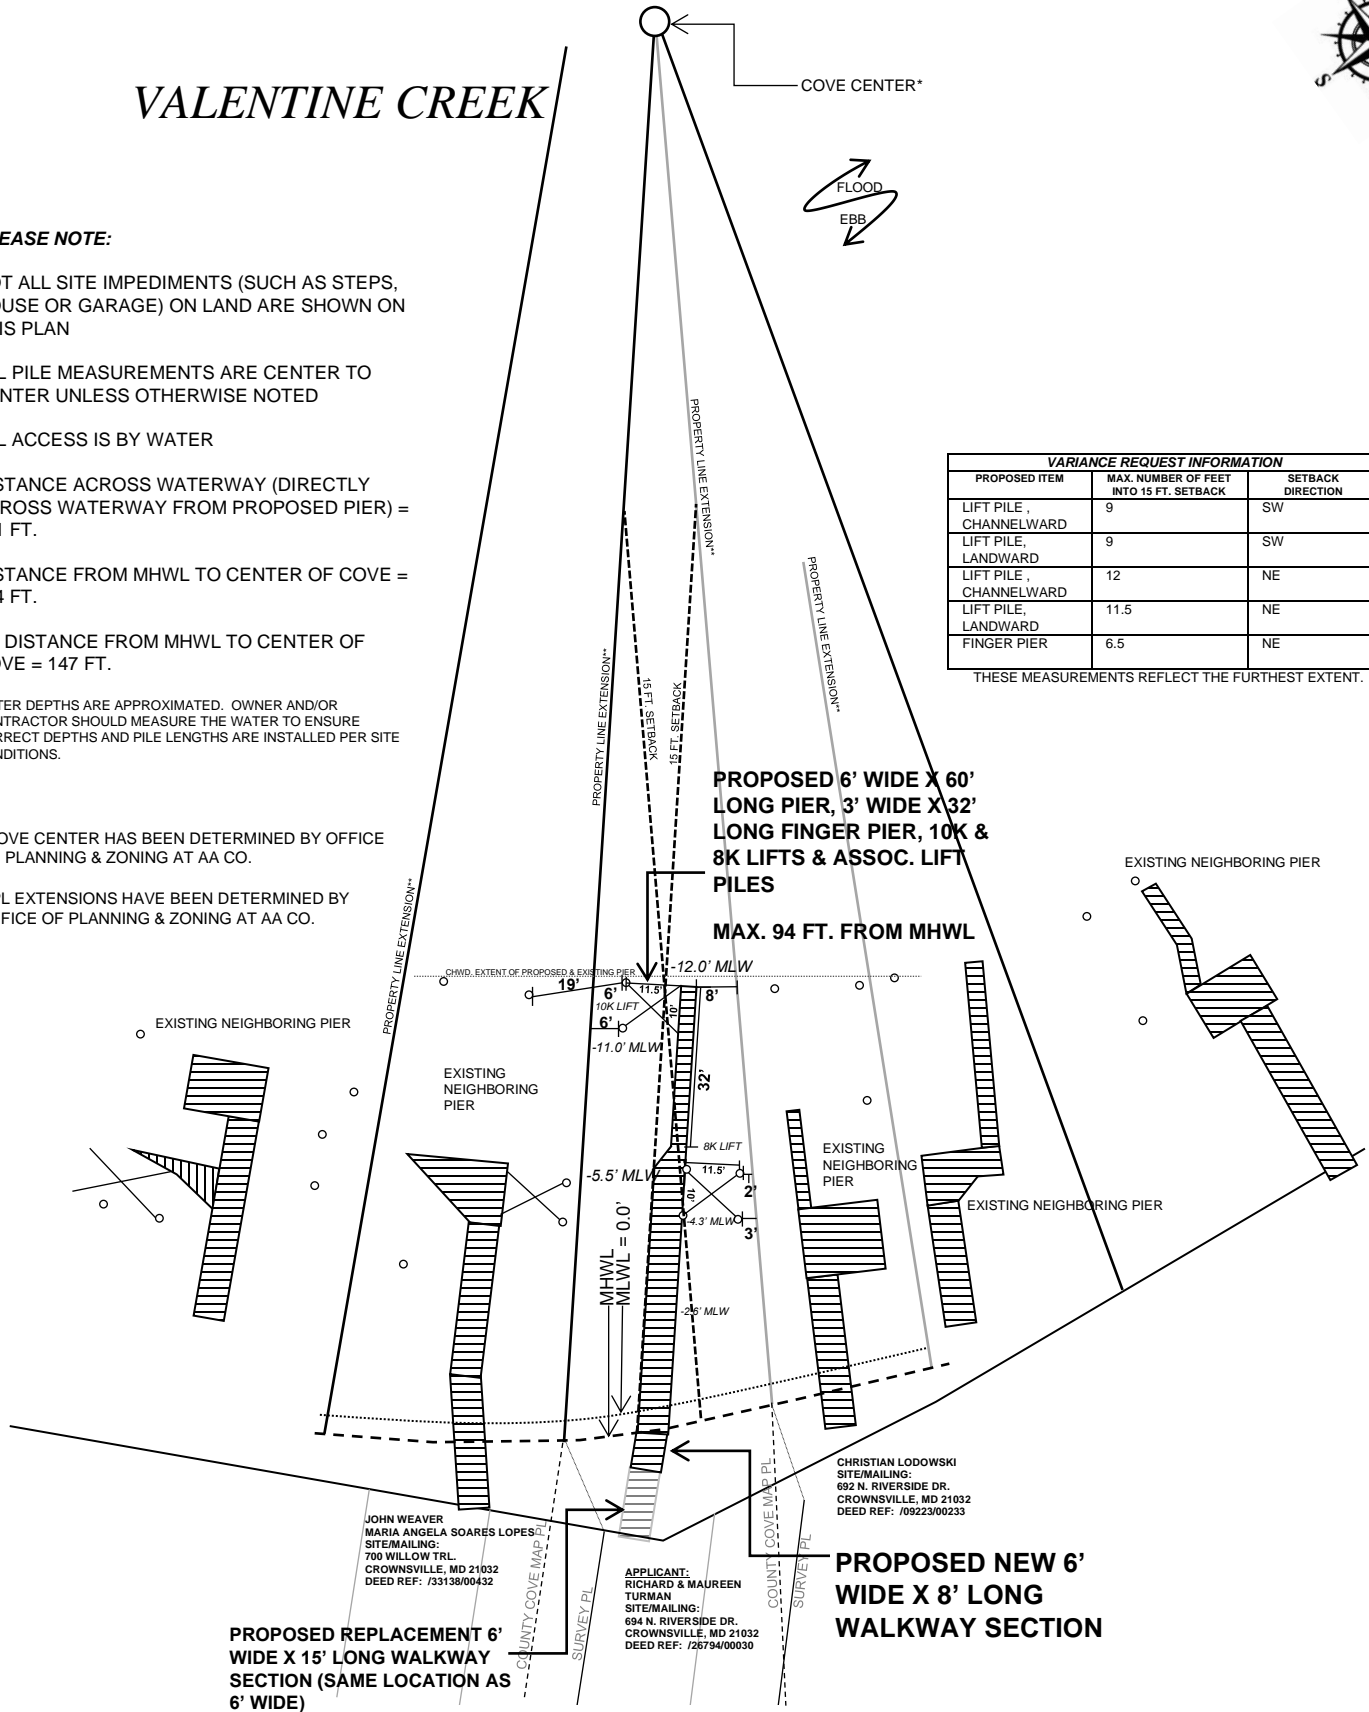 VALENTINE CREEK
COVE CENTER*
S
FLOOD
EBB
EASE NOTE:
OT ALL SITE IMPEDIMENTS (SUCH AS STEPS,
OUSE OR GARAGE) ON LAND ARE SHOWN ON
IS PLAN
L PILE MEASUREMENTS ARE CENTER TO
NTER UNLESS OTHERWISE NOTED
L ACCESS IS BY WATER
STANCE ACROSS WATERWAY (DIRECTLY
ROSS WATERWAY FROM PROPOSED PIER) =
FT.
STANCE FROM MHWL TO CENTER OF COVE =
4 FT.
DISTANCE FROM MHWL TO CENTER OF
OVE = 147 FT.
TER DEPTHS ARE APPROXIMATED. OWNER AND/OR
NTRACTOR SHOULD MEASURE THE WATER TO ENSURE
RRECT DEPTHS AND PILE LENGTHS ARE INSTALLED PER SITE
NDITIONS.
OVE CENTER HAS BEEN DETERMINED BY OFFICE
PLANNING & ZONING AT AA CO.
PL EXTENSIONS HAVE BEEN DETERMINED BY
FICE OF PLANNING & ZONING AT AA CO.
VARIANCE REQUEST INFORMATION
PROPOSED ITEM MAX. NUMBER OF FEET INTO 15 FT. SETBACK SETBACK DIRECTION
LIFT PILE , CHANNELWARD 9 SW
LIFT PILE, LANDWARD 9 SW
LIFT PILE , CHANNELWARD 12 NE
LIFT PILE, LANDWARD 11.5 NE
FINGER PIER 6.5 NE
THESE MEASUREMENTS REFLECT THE FURTHEST EXTENT.
PROPERTY LINE EXTENSION**
PROPERTY LINE EXTENSION**
PROPERTY LINE EXTENSION**
PROPERTY LINE EXTENSION**
15 FT. SETBACK
15 FT. SETBACK
PROPOSED 6' WIDE X 60'
LONG PIER, 3' WIDE X 32'
LONG FINGER PIER, 10K &
8K LIFTS & ASSOC. LIFT
PILES
MAX. 94 FT. FROM MHWL
EXISTING NEIGHBORING PIER
CHWD. EXTENT OF PROPOSED & EXISTING PIER
-12.0' MLW
19'
6'
11.5'
8'
10K LIFT
10'
6'
-11.0' MLW
EXISTING NEIGHBORING PIER
EXISTING
NEIGHBORING
PIER
32'
8K LIFT
-5.5' MLW
11.5'
2'
10'
-4.3' MLW
3'
EXISTING
NEIGHBORING
PIER
EXISTING NEIGHBORING PIER
MHWL
MLWL = 0.0'
-2.6' MLW
JOHN WEAVER
MARIA ANGELA SOARES LOPES
SITE/MAILING:
700 WILLOW TRL.
CROWNSVILLE, MD 21032
DEED REF: /33138/00432
COUNTY COVE MAP PL
SURVEY PL
APPLICANT:
RICHARD & MAUREEN
TURMAN
SITE/MAILING:
694 N. RIVERSIDE DR.
CROWNSVILLE, MD 21032
DEED REF: /26794/00030
COUNTY COVE MAP PL
SURVEY PL
CHRISTIAN LODOWSKI
SITE/MAILING:
692 N. RIVERSIDE DR.
CROWNSVILLE, MD 21032
DEED REF: /09223/00233
PROPOSED NEW 6'
WIDE X 8' LONG
WALKWAY SECTION
PROPOSED REPLACEMENT 6'
WIDE X 15' LONG WALKWAY
SECTION (SAME LOCATION AS
6' WIDE)